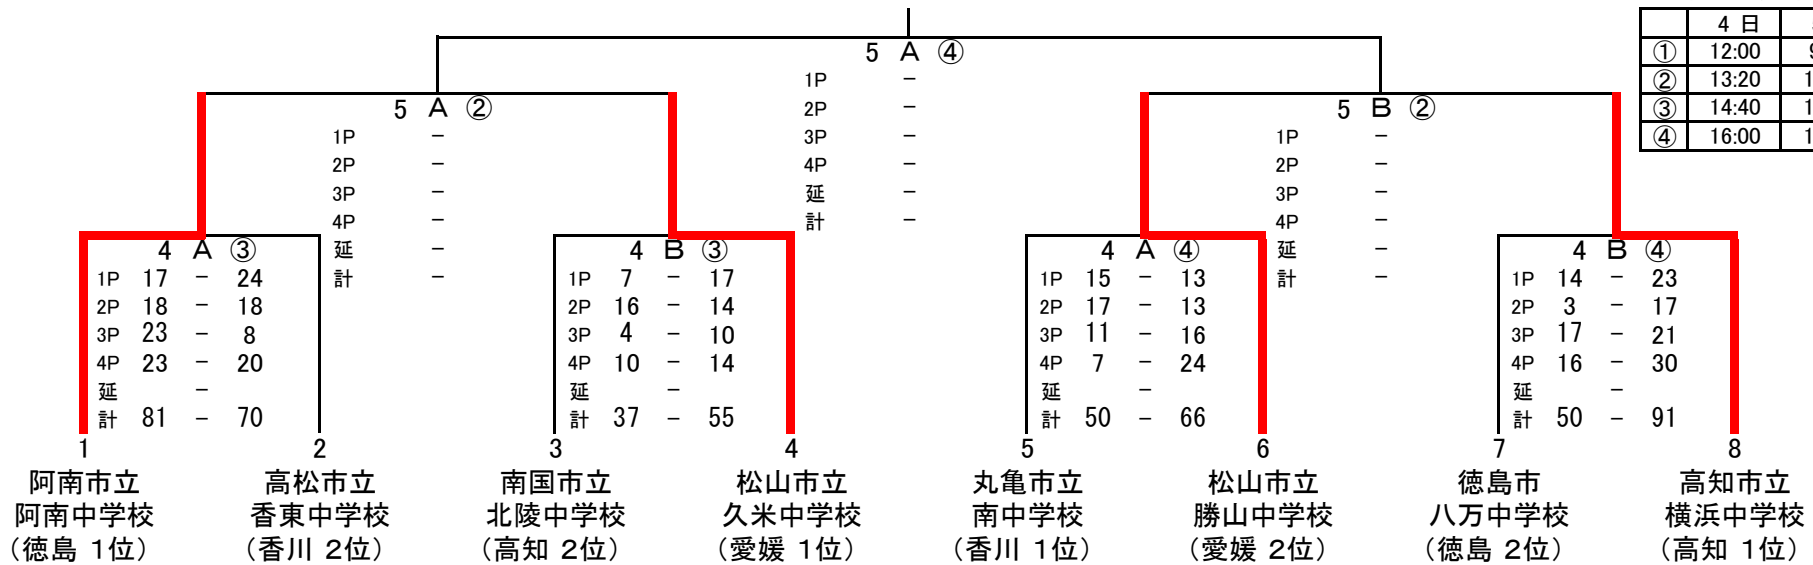 4 日
① 12:00
② 13:20
③ 14:40
④ 16:00
5 A ④
1P -
2P -
3P -
4P -
延 -
計 -
5 A ②
1P -
2P -
3P -
4P -
延 -
計 -
5 B ②
1P -
2P -
3P -
4P -
延 -
計 -
4 A ③
1P 17 - 24
2P 18 - 18
3P 23 - 8
4P 23 - 20
延 -
計 81 - 70
4 B ③
1P 7 - 17
2P 16 - 14
3P 4 - 10
4P 10 - 14
延 -
計 37 - 55
4 A ④
1P 15 - 13
2P 17 - 13
3P 11 - 16
4P 7 - 24
延 -
計 50 - 66
4 B ④
1P 14 - 23
2P 3 - 17
3P 17 - 21
4P 16 - 30
延 -
計 50 - 91
1
阿南市立
阿南中学校
（徳島 1位）
2
高松市立
香東中学校
（香川 2位）
3
南国市立
北陵中学校
（高知 2位）
4
松山市立
久米中学校
（愛媛 1位）
5
丸亀市立
南中学校
（香川 1位）
6
松山市立
勝山中学校
（愛媛 2位）
7
徳島市
八万中学校
（徳島 2位）
8
高知市立
横浜中学校
（高知 1位）